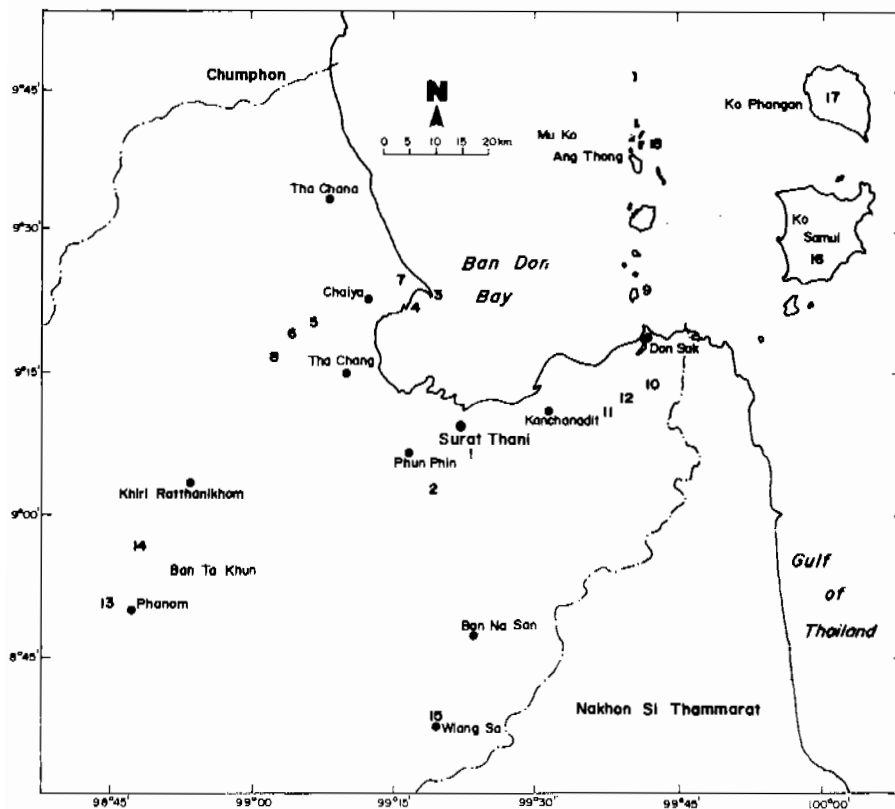 Chumphon
9°45'
N
0 5 10 15 20 km
Ko Phangan
17
Mu Ko
Ang Thong
18
Tha Chana
9°30'
Ko
Samui
16
Ban Don
Bay
7
3
4
9
Chaiya
5
6
8
Tha Chang
9°15'
Don Sak
10
12
11
Kanchanadit
Surat Thani
1
Phun Phin
2
Khiri Ratthanikhom
9°00'
14
Ban Ta Khun
13
Phanom
Gulf
of
Thailand
Ban Na San
8°45'
15
Wiang Sa
Nakhon Si Thammarat
98°45'
99°00'
99°15'
99°30'
99°45'
100°00'